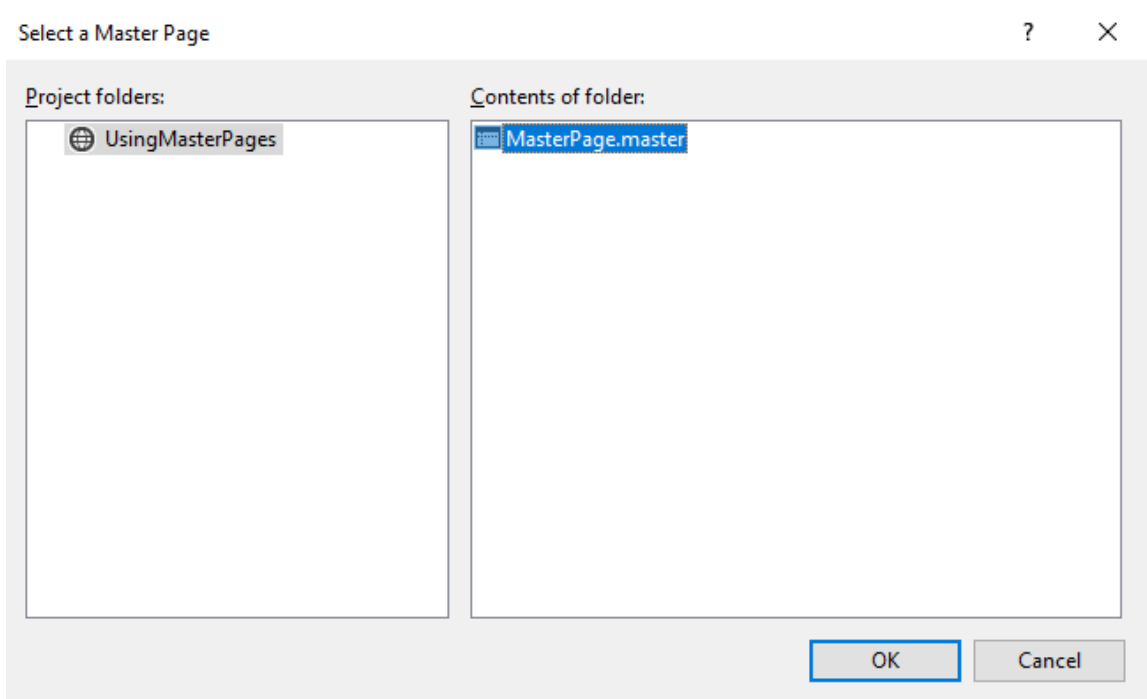 Select a Master Page
?
Project folders:
Contents of folder:
UsingMasterPages
MasterPage.master
OK
Cancel